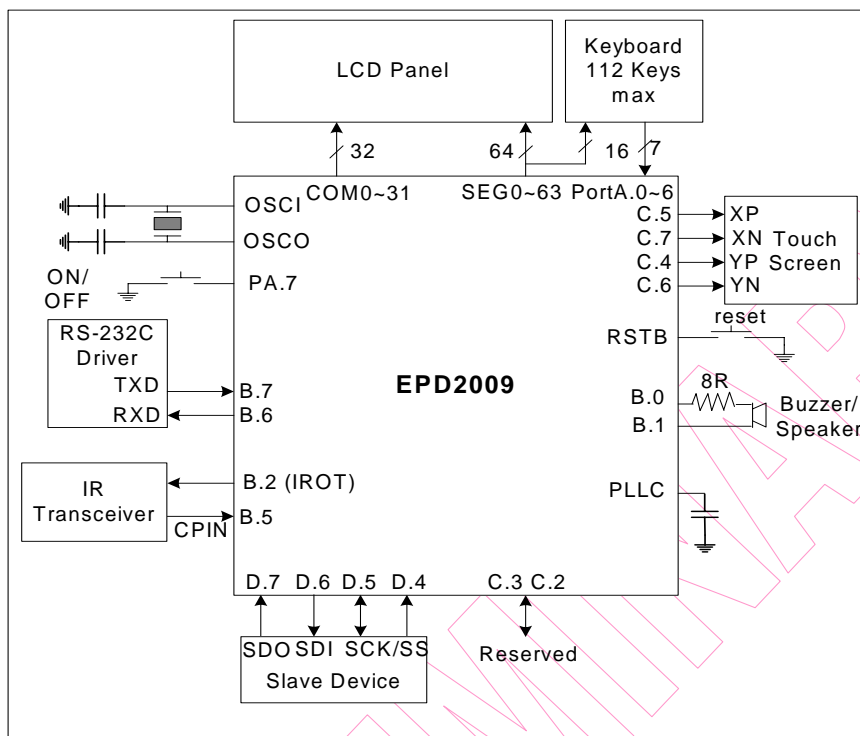 LCD Panel
Keyboard
112 Keys
max
32
64
16
7
COM0~31
SEG0~63
PortA.0~6
OSCI
OSCO
ON/
OFF
PA.7
C.5
XP
C.7
XN
C.4
YP
C.6
YN
Touch
Screen
reset
RSTB
RS-232C
Driver
TXD
RXD
B.7
B.6
EPD2009
8R
B.0
B.1
Buzzer/
Speaker
IR
Transceiver
B.2 (IROT)
CPIN
B.5
PLLC
D.7
D.6
D.5
D.4
C.3 C.2
SDO
SDI
SCK/SS
Slave Device
Reserved